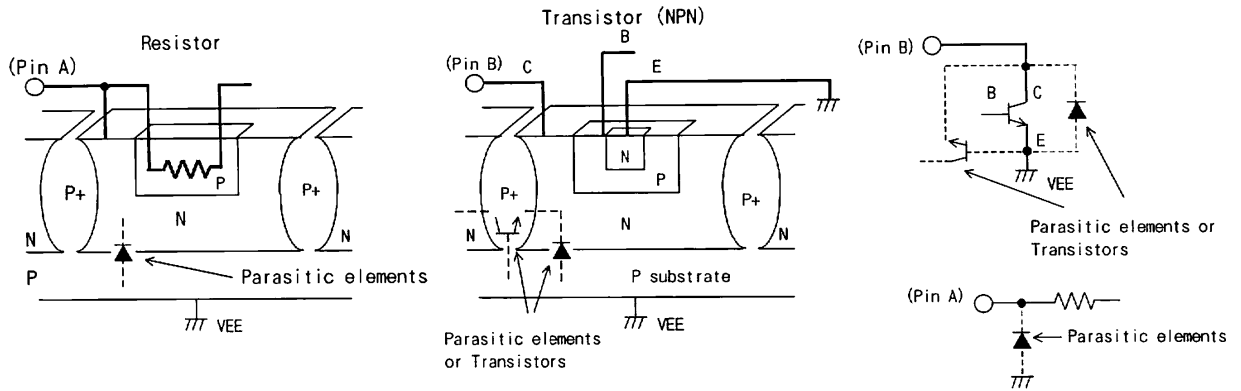 Resistor
(Pin A)
P+
P
P+
N
N
N
P
Parasitic elements
VEE
Transistor (NPN)
B
(Pin B)
C
E
N
P
P+
P+
N
N
N
P substrate
VEE
Parasitic elements
or Transistors
(Pin B)
B
C
E
VEE
Parasitic elements or
Transistors
(Pin A)
Parasitic elements